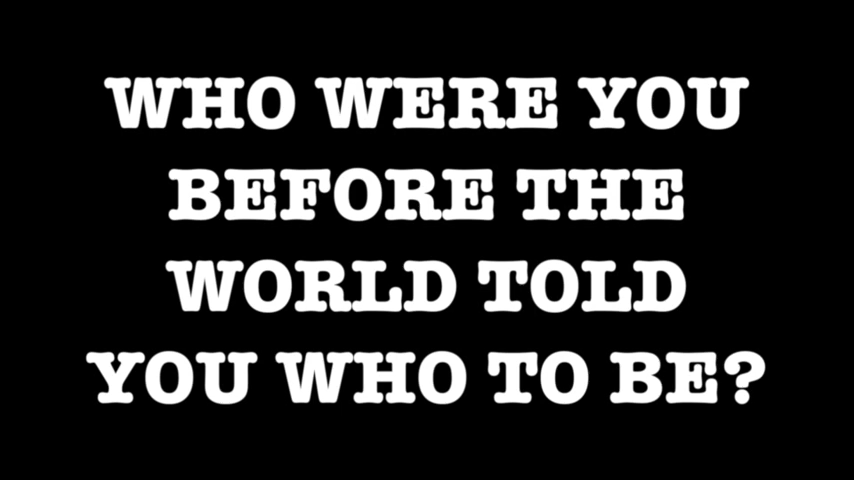 WHO WERE YOU
BEFORE THE
WORLD TOLD
YOU WHO TO BE?